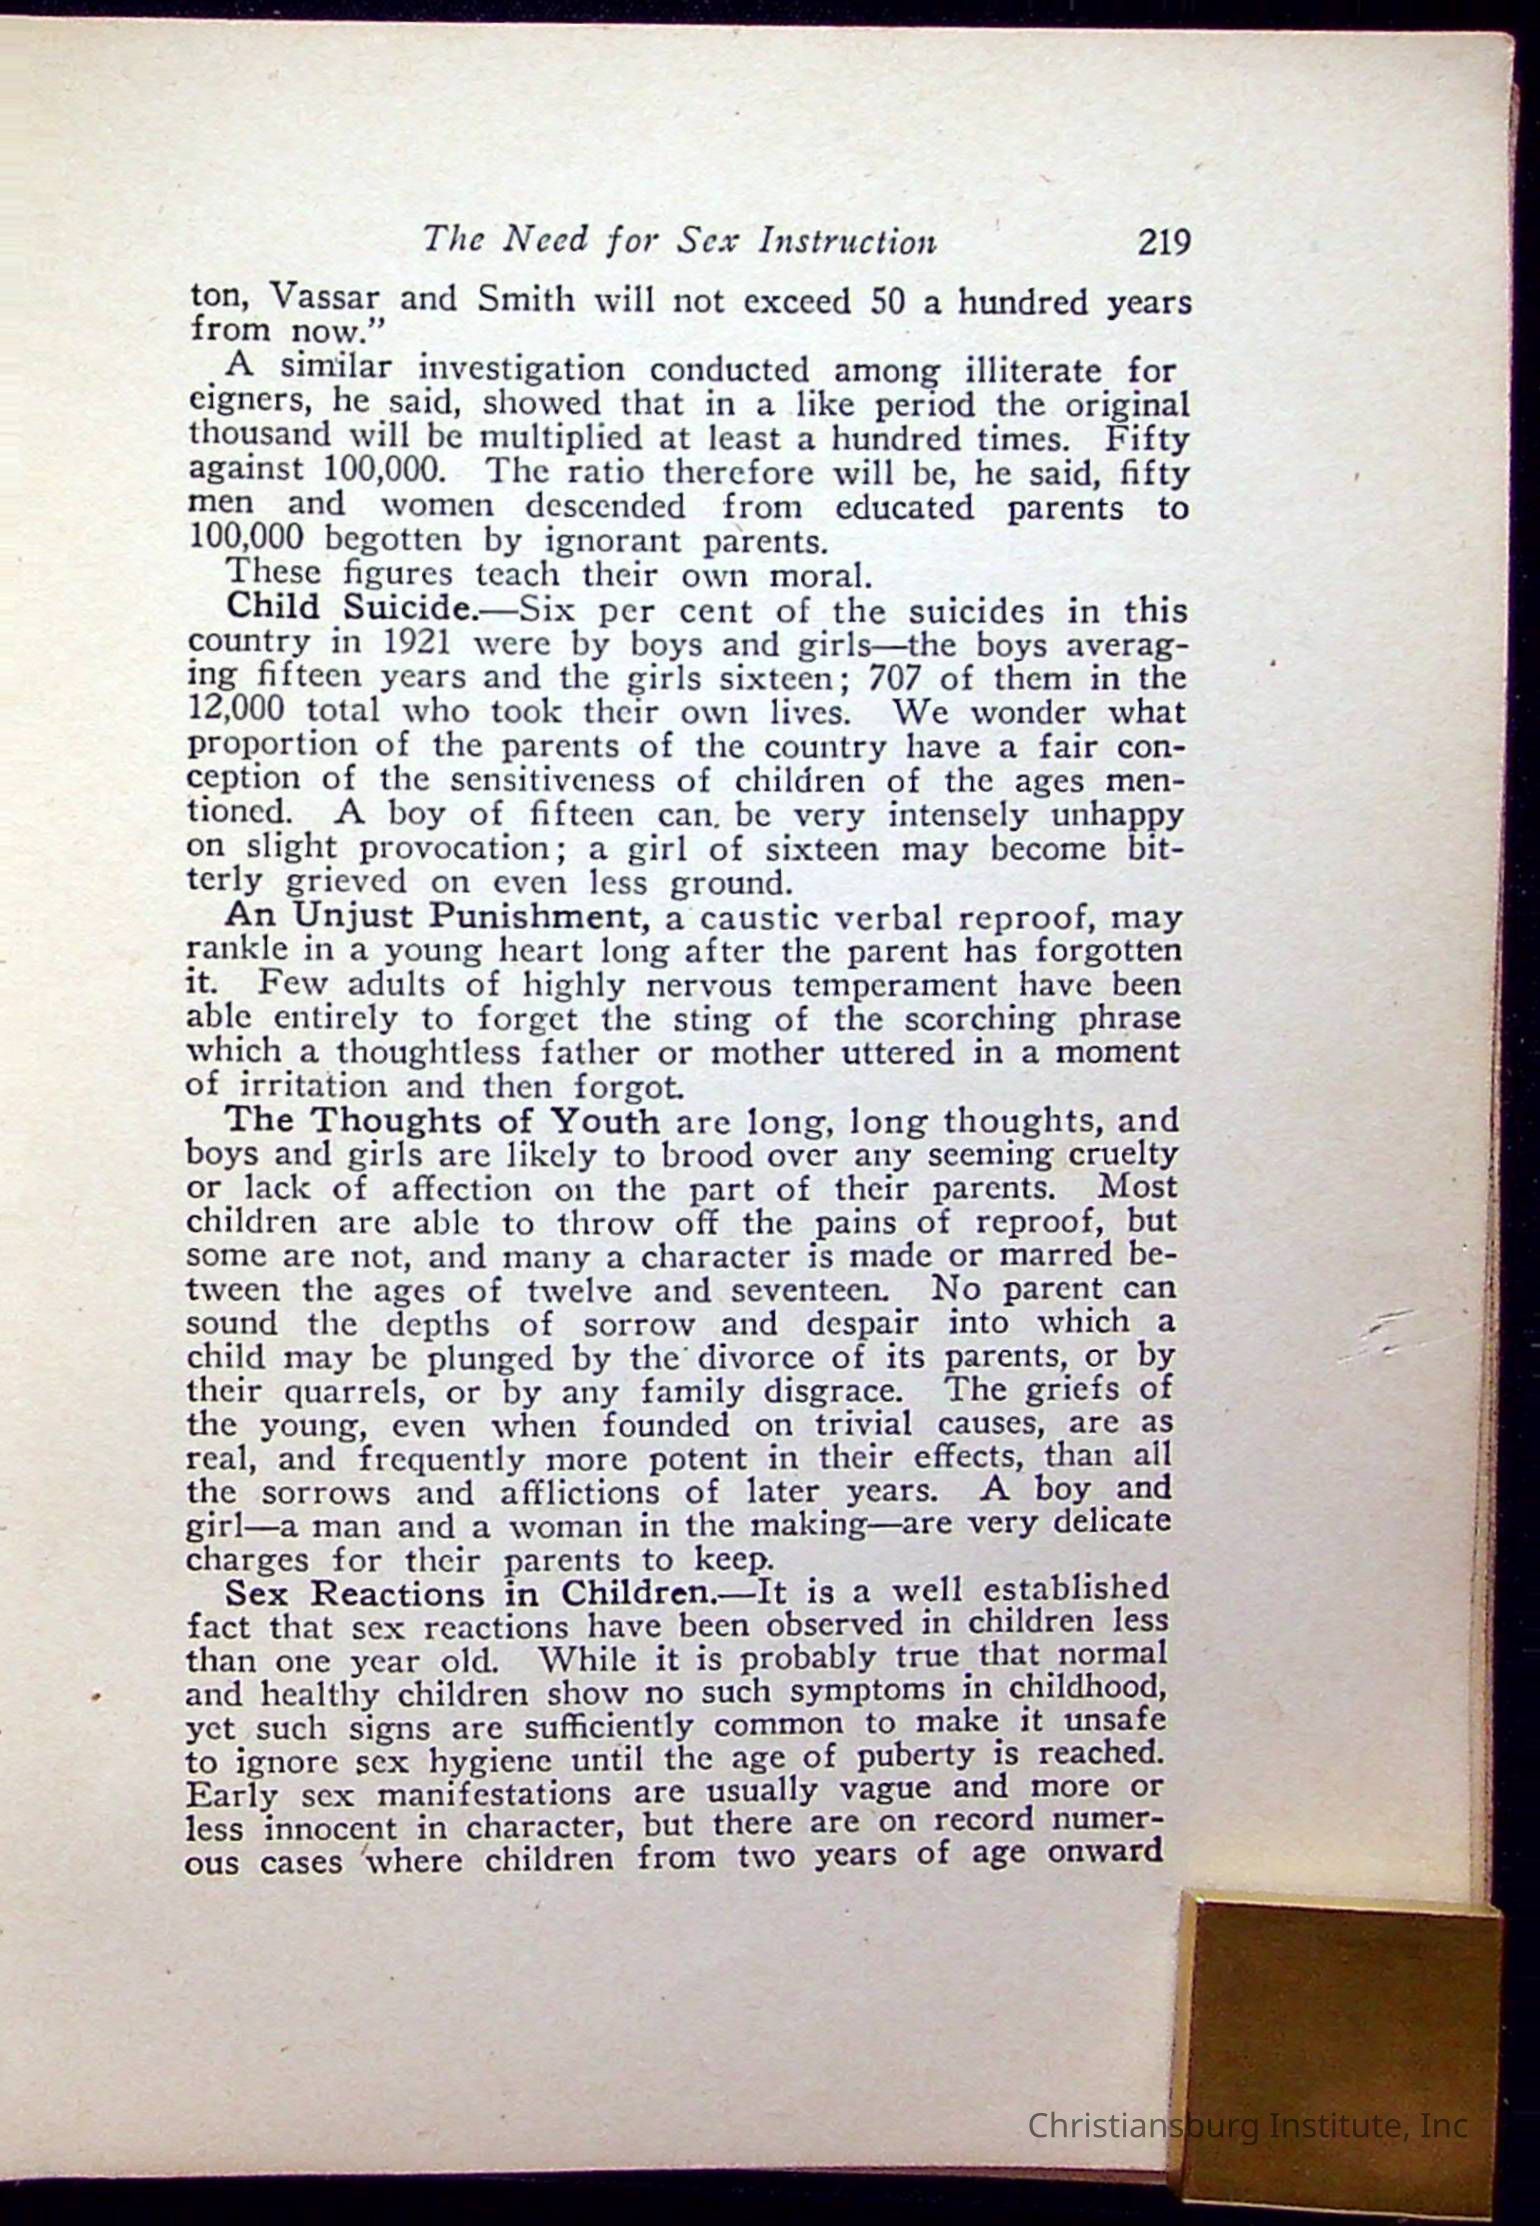 The Need for Sex Instruction 219
ton, Vassar and Smith will not exceed 50 a hundred years
from now."
A similar investigation conducted among illiterate for
eigners, he said, showed that in a like period the original
thousand will be multiplied at least a hundred times. Fifty
against 100,000. The ratio therefore will be, he said, fifty
men and women descended from educated parents to
100,000 begotten by ignorant parents.
These figures teach their own moral.
Child Suicide.—Six per cent of the suicides in this
country in 1921 were by boys and girls—the boys averag-
ing fifteen years and the girls sixteen; 707 of them in the
12,000 total who took their own lives. We wonder what
proportion of the parents of the country have a fair con-
ception of the sensitiveness of children of the ages men-
tioned. A boy of fifteen can. be very intensely unhappy
on slight provocation; a girl of sixteen may become bit-
terly grieved on even less ground.
An Unjust Punishment, a caustic verbal reproof, may
rankle in a young heart long after the parent has forgotten
it. Few adults of highly nervous temperament have been
able entirely to forget the sting of the scorching phrase
which a thoughtless father or mother uttered in a moment
of irritation and then forgot.
The Thoughts of Youth are long, long thoughts, and
boys and girls are likely to brood over any seeming cruelty
or lack of affection on the part of their parents. Most
children are able to throw off the pains of reproof, but
some are not, and many a character is made or marred be-
tween the ages of twelve and seventeen. No parent can
sound the depths of sorrow and despair into which a
child may be plunged by the divorce of its parents, or by
their quarrels, or by any family disgrace. The griefs of
the young, even when founded on trivial causes, are as
real, and frequently more potent in their effects, than all
the sorrows and afflictions of later years. A boy and
girl—a man and a woman in the making—are very delicate
charges for their parents to keep.
Sex Reactions in Children.—It is a well established
fact that sex reactions have been observed in children less
than one year old. While it is probably true that normal
and healthy children show no such symptoms in childhood,
yet such signs are sufficiently common to make it unsafe
to ignore sex hygiene until the age of puberty is reached.
Early sex manifestations are usually vague and more or
less innocent in character, but there are on record numer-
ous cases where children from two years of age onward
Christiansburg Institute, Inc